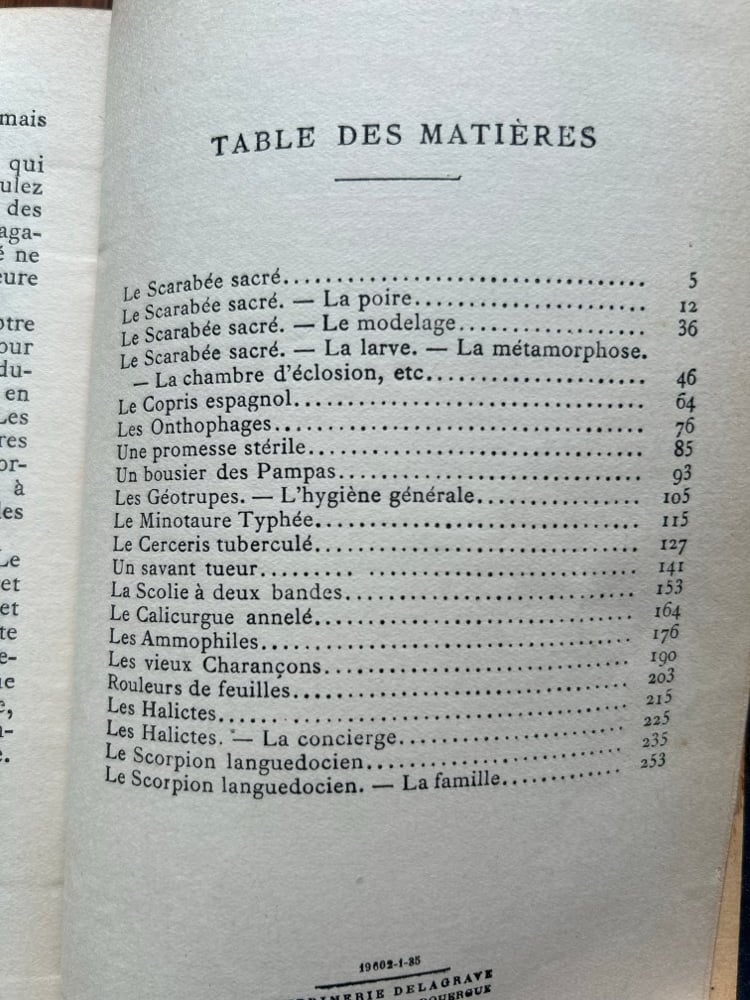 mais
qui
ulez
des
aga-
é ne
eure
otre
our
du-
en
Les
res
or-
à
les
Le
et
et
te
e-
ue
e,
n-
e.
TABLE DES MATIÈRES
Le Scarabée sacré.................................. 5
Le Scarabée sacré. — La poire...................... 12
Le Scarabée sacré. — Le modelage.................. 36
Le Scarabée sacré. — La larve. — La métamorphose.
— La chambre d'éclosion, etc..................... 46
Le Copris espagnol................................. 64
Les Onthophages................................... 76
Une promesse stérile............................... 85
Un bousier des Pampas............................. 93
Les Géotrupes. — L'hygiène générale............... 105
Le Minotaure Typhée............................... 115
Le Cerceris tuberculé.............................. 127
Un savant tueur......... ......................... 141
La Scolie à deux bandes............................ 153
Le Calicurgue annelé............................... 164
Les Ammophiles.................................... 176
Les vieux Charançons.............................. 190
Rouleurs de feuilles............................... 203
Les Halictes...................................... 215
Les Halictes. — La concierge...................... 225
Le Scorpion languedocien.......................... 235
Le Scorpion languedocien. — La famille............ 253
19602-1-35
IMPRIMERIE DELAGRAVE